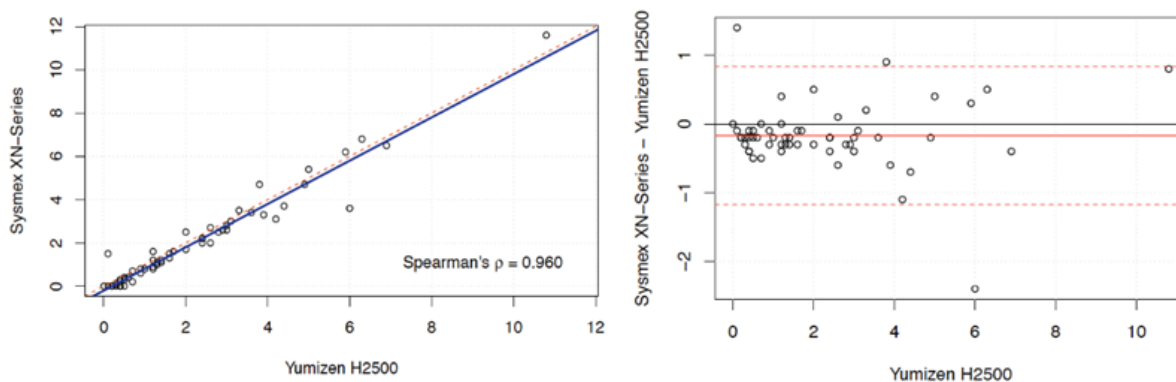 Sysmex XN-Series
12
10
8
6
4
2
0
Spearman's ρ = 0.960
0 2 4 6 8 10 12
Yumizen H2500
Sysmex XN-Series - Yumizen H2500
1
0
-1
-2
0 2 4 6 8 10
Yumizen H2500